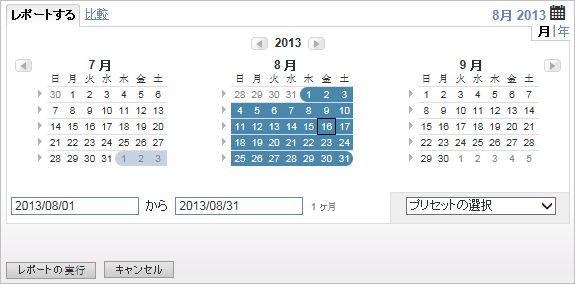 レポートする 比較 8月 2013
月 | 年
2013
7 月 8 月 9 月
日 月 火 水 木 金 土 日 月 火 水 木 金 土 日 月 火 水 木 金 土
30 1 2 3 4 5 6 28 29 30 31 1 2 3 1 2 3 4 5 6 7
7 8 9 10 11 12 13 4 5 6 7 8 9 10 8 9 10 11 12 13 14
14 15 16 17 18 19 20 11 12 13 14 15 16 17 15 16 17 18 19 20 21
21 22 23 24 25 26 27 18 19 20 21 22 23 24 22 23 24 25 26 27 28
28 29 30 31 1 2 3 25 26 27 28 29 30 31 29 30 1 2 3 4 5
2013/08/01 から 2013/08/31 1 ヶ月 プリセットの選択
レポートの実行 キャンセル